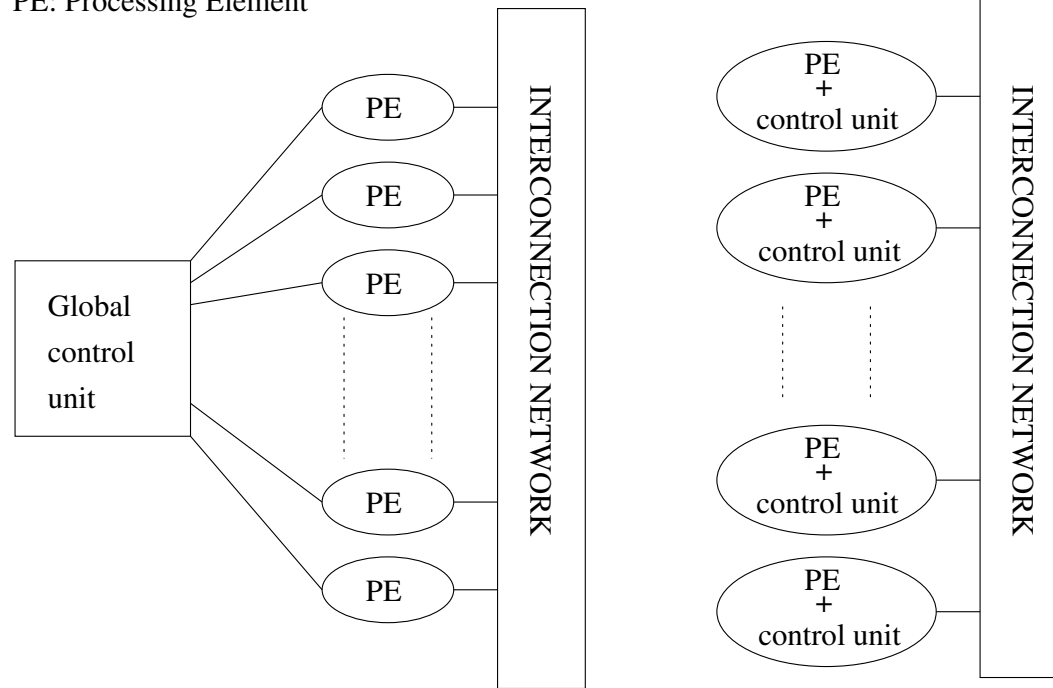 PE: Processing Element
PE
PE
PE
PE
PE
Global
control
unit
INTERCONNECTION NETWORK
PE
+
control unit
PE
+
control unit
PE
+
control unit
PE
+
control unit
INTERCONNECTION NETWORK